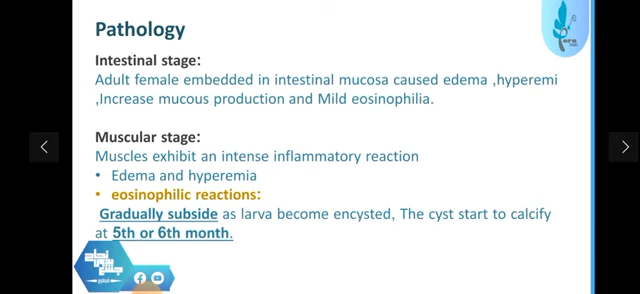 Pathology
Intestinal stage:
Adult female embedded in intestinal mucosa caused edema ,hyperemi
,Increase mucous production and Mild eosinophilia.
Muscular stage:
Muscles exhibit an intense inflammatory reaction
• Edema and hyperemia
• eosinophilic reactions:
Gradually subside as larva become encysted, The cyst start to calcify
at 5th or 6th month.